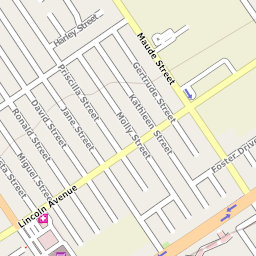 Harley Street
Maude Street
Priscilla Street
Gertrude Street
David Street
Jane Street
Kathleen Street
Ronald Street
Molly Street
Miguel Street
Street
Foster Drive
Lincoln Avenue